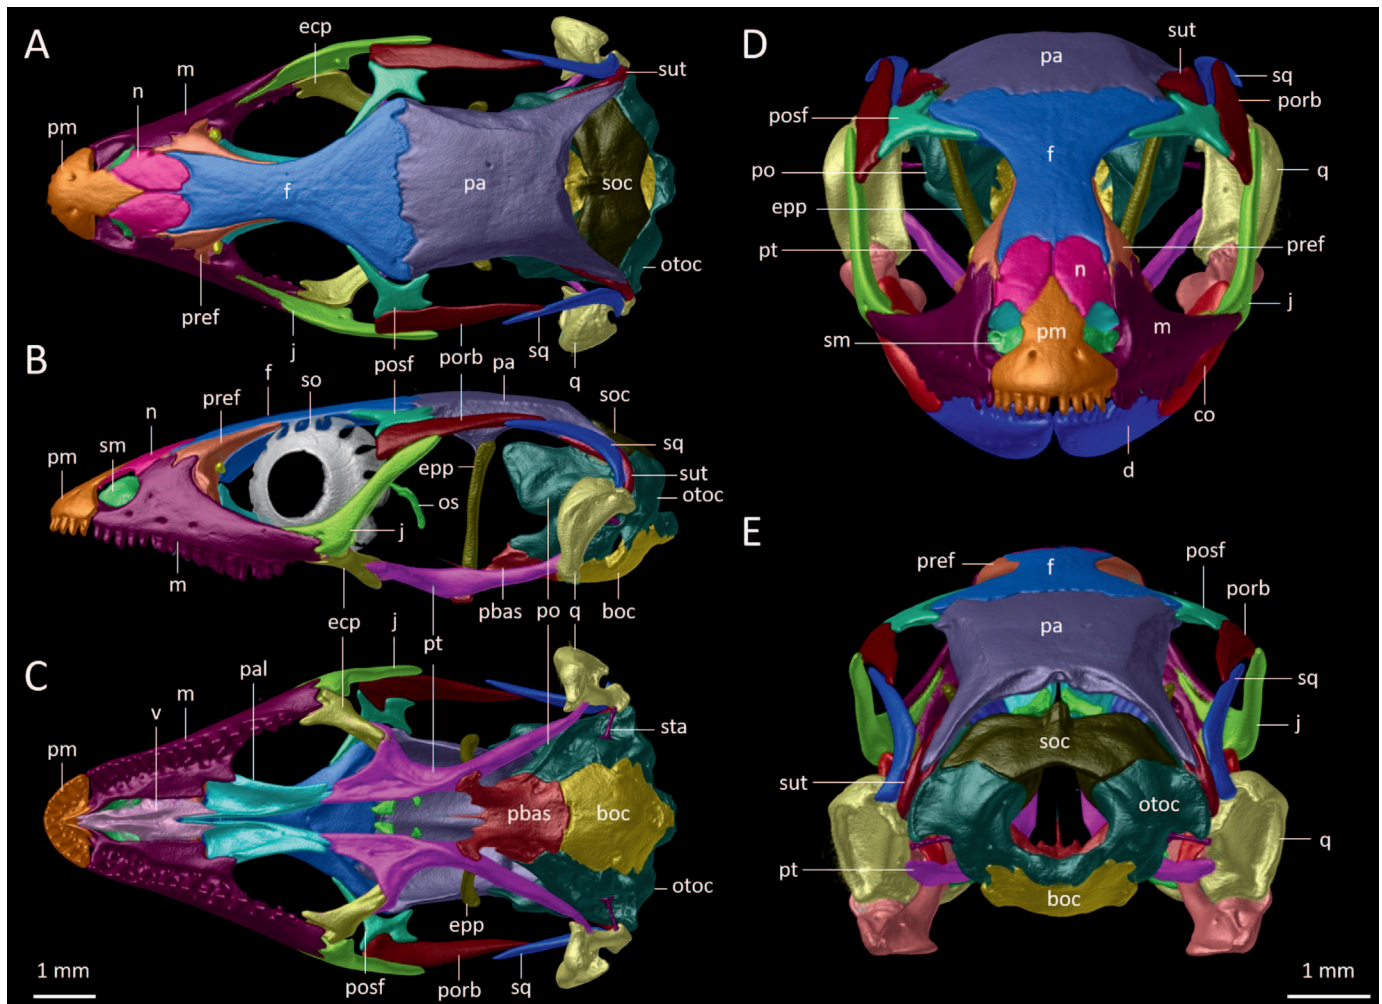 A
ecp
m
n
pm
sut
f
pa
soc
otoc
pref
j
posf
porb
sq
q
B
f
so
pa
pref
n
sm
pm
soc
sq
epp
sut
os
otoc
j
m
pbas
po
q
boc
ecp
j
pt
C
pal
m
v
pm
sta
pbas
boc
otoc
epp
posf
porb
sq
1 mm
D
sut
pa
sq
porb
posf
f
po
q
epp
pt
pref
n
j
sm
pm
m
co
d
E
pref
f
posf
porb
pa
sq
j
soc
sut
otoc
q
pt
boc
1 mm